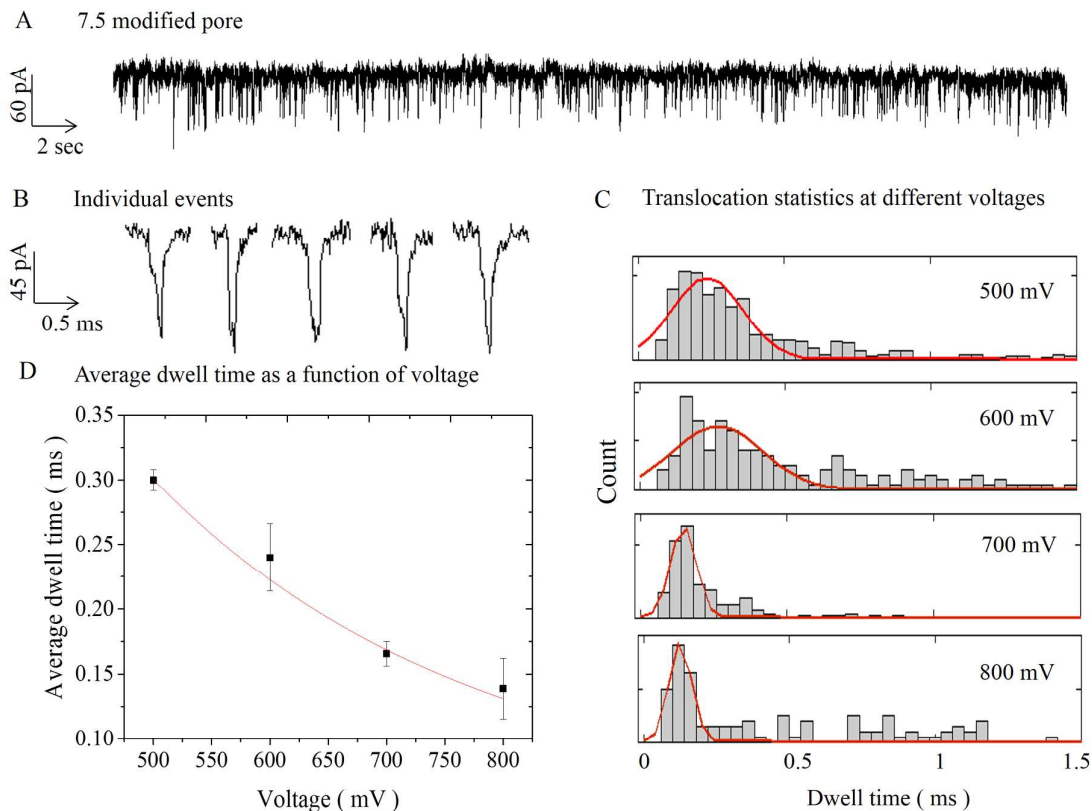 A
7.5 modified pore
60 pA
2 sec
B
Individual events
45 pA
0.5 ms
C
Translocation statistics at different voltages
500 mV
600 mV
700 mV
800 mV
Count
0
0.5
1
1.5
Dwell time ( ms )
D
Average dwell time as a function of voltage
Average dwell time ( ms )
0.35
0.30
0.25
0.20
0.15
0.10
500 550 600 650 700 750 800
Voltage ( mV )